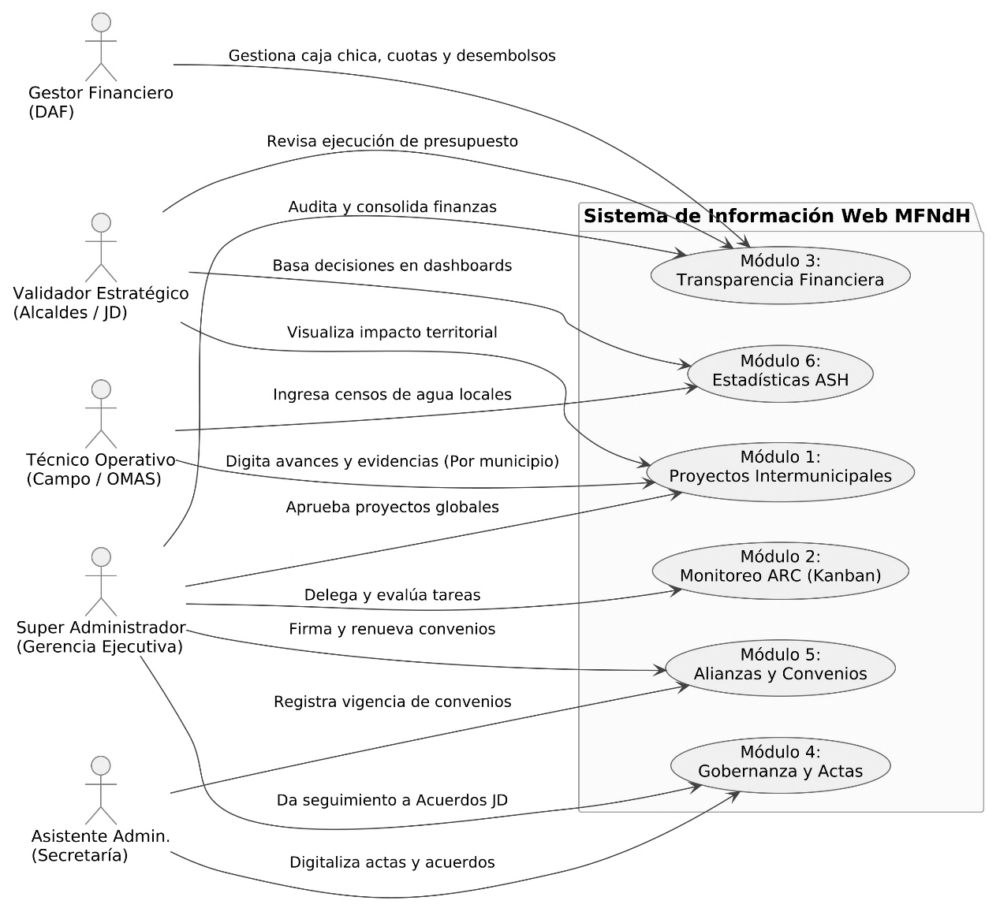 Gestiona caja chica, cuotas y desembolsos
Gestor Financiero
(DAF)
Revisa ejecución de presupuesto
Audita y consolida finanzas
Sistema de Información Web MFNdH
Módulo 3:
Transparencia Financiera
Basa decisiones en dashboards
Validador Estratégico
(Alcaldes / JD)
Visualiza impacto territorial
Módulo 6:
Estadísticas ASH
Ingresa censos de agua locales
Técnico Operativo
(Campo / OMAS)
Digita avances y evidencias (Por municipio)
Módulo 1:
Proyectos Intermunicipales
Aprueba proyectos globales
Módulo 2:
Monitoreo ARC (Kanban)
Delega y evalúa tareas
Super Administrador
(Gerencia Ejecutiva)
Firma y renueva convenios
Módulo 5:
Alianzas y Convenios
Registra vigencia de convenios
Módulo 4:
Gobernanza y Actas
Da seguimiento a Acuerdos JD
Asistente Admin.
(Secretaría)
Digitaliza actas y acuerdos